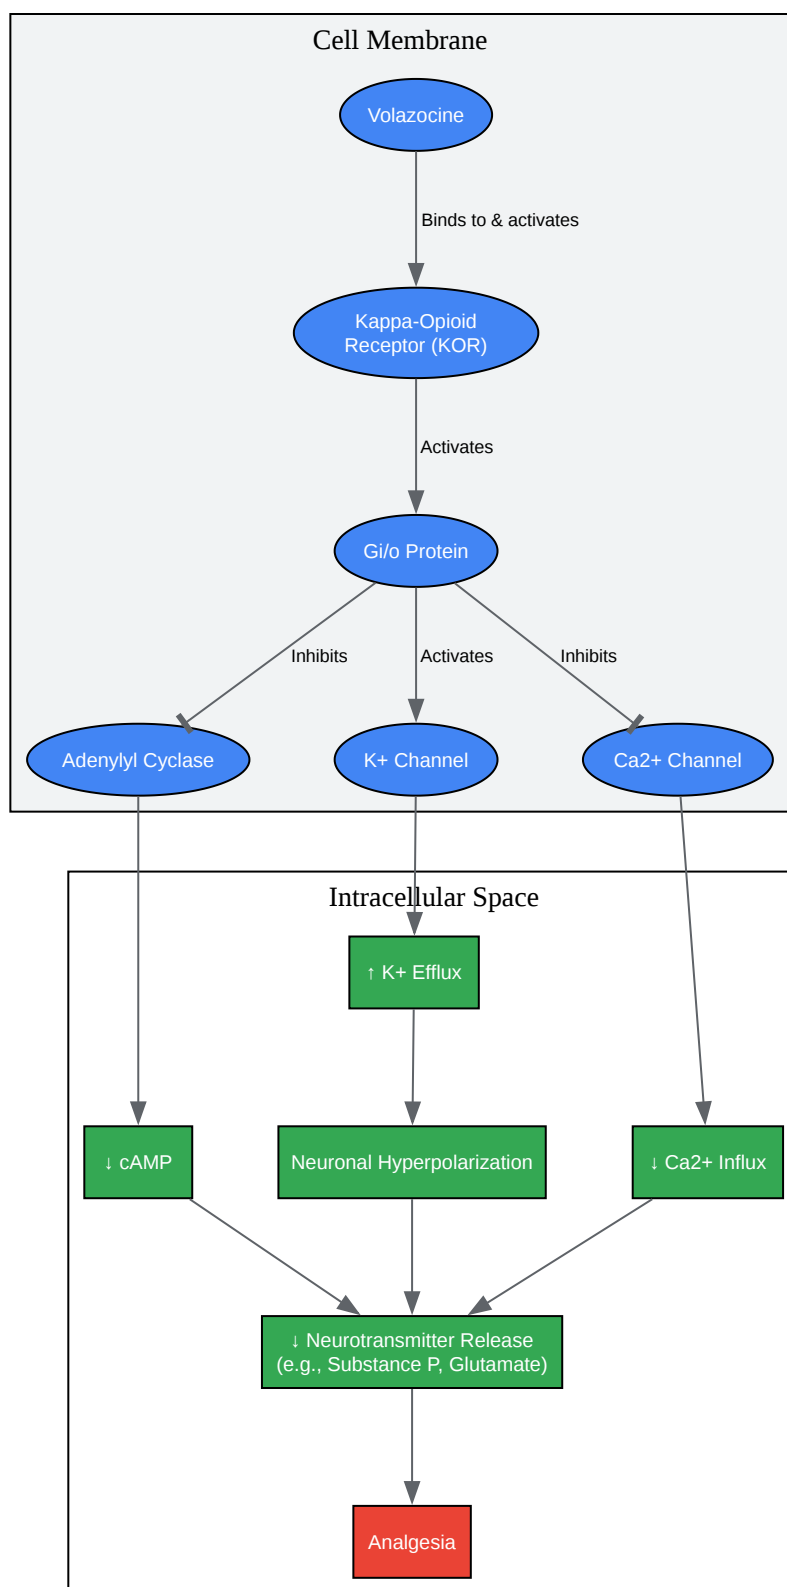 Cell Membrane
Volazocine
Binds to & activates
Kappa-Opioid
Receptor (KOR)
Activates
Gi/o Protein
Inhibits
Activates
Inhibits
Adenylyl Cyclase
K+ Channel
Ca2+ Channel
Intracellular Space
↑ K+ Efflux
↓ cAMP
Neuronal Hyperpolarization
↓ Ca2+ Influx
↓ Neurotransmitter Release
(e.g., Substance P, Glutamate)
Analgesia